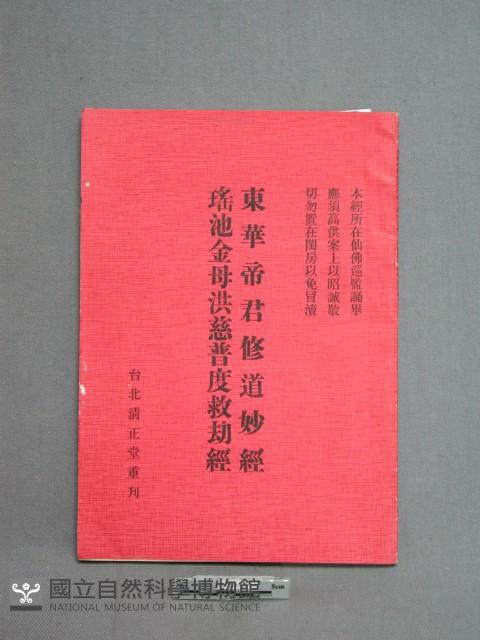 本經所在仙佛巡監誦畢
應須高供案上以昭誠敬
切勿置在閨房以免冒瀆
東華帝君修道妙經
瑤池金母洪慈普度救劫經
台北清正堂重刊
國立自然科學博物館
NATIONAL MUSEUM OF NATURAL SCIENCE
5cm